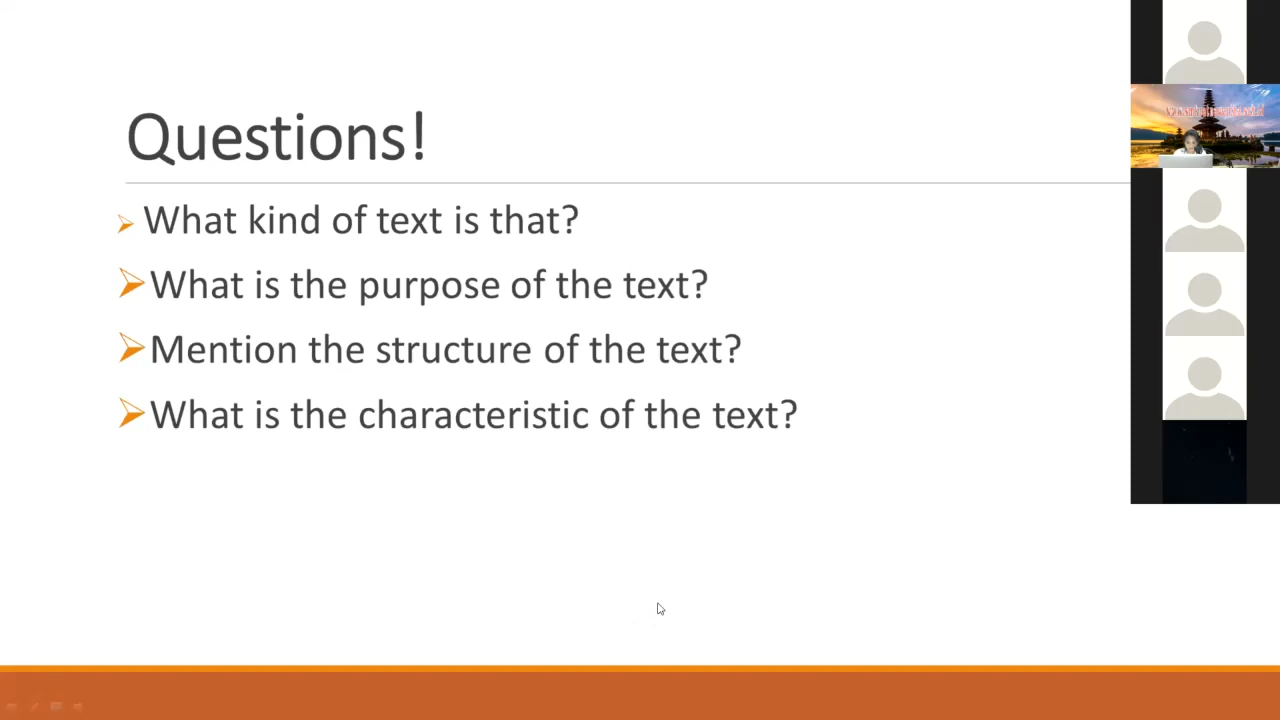 Questions!
What kind of text is that?
What is the purpose of the text?
Mention the structure of the text?
What is the characteristic of the text?